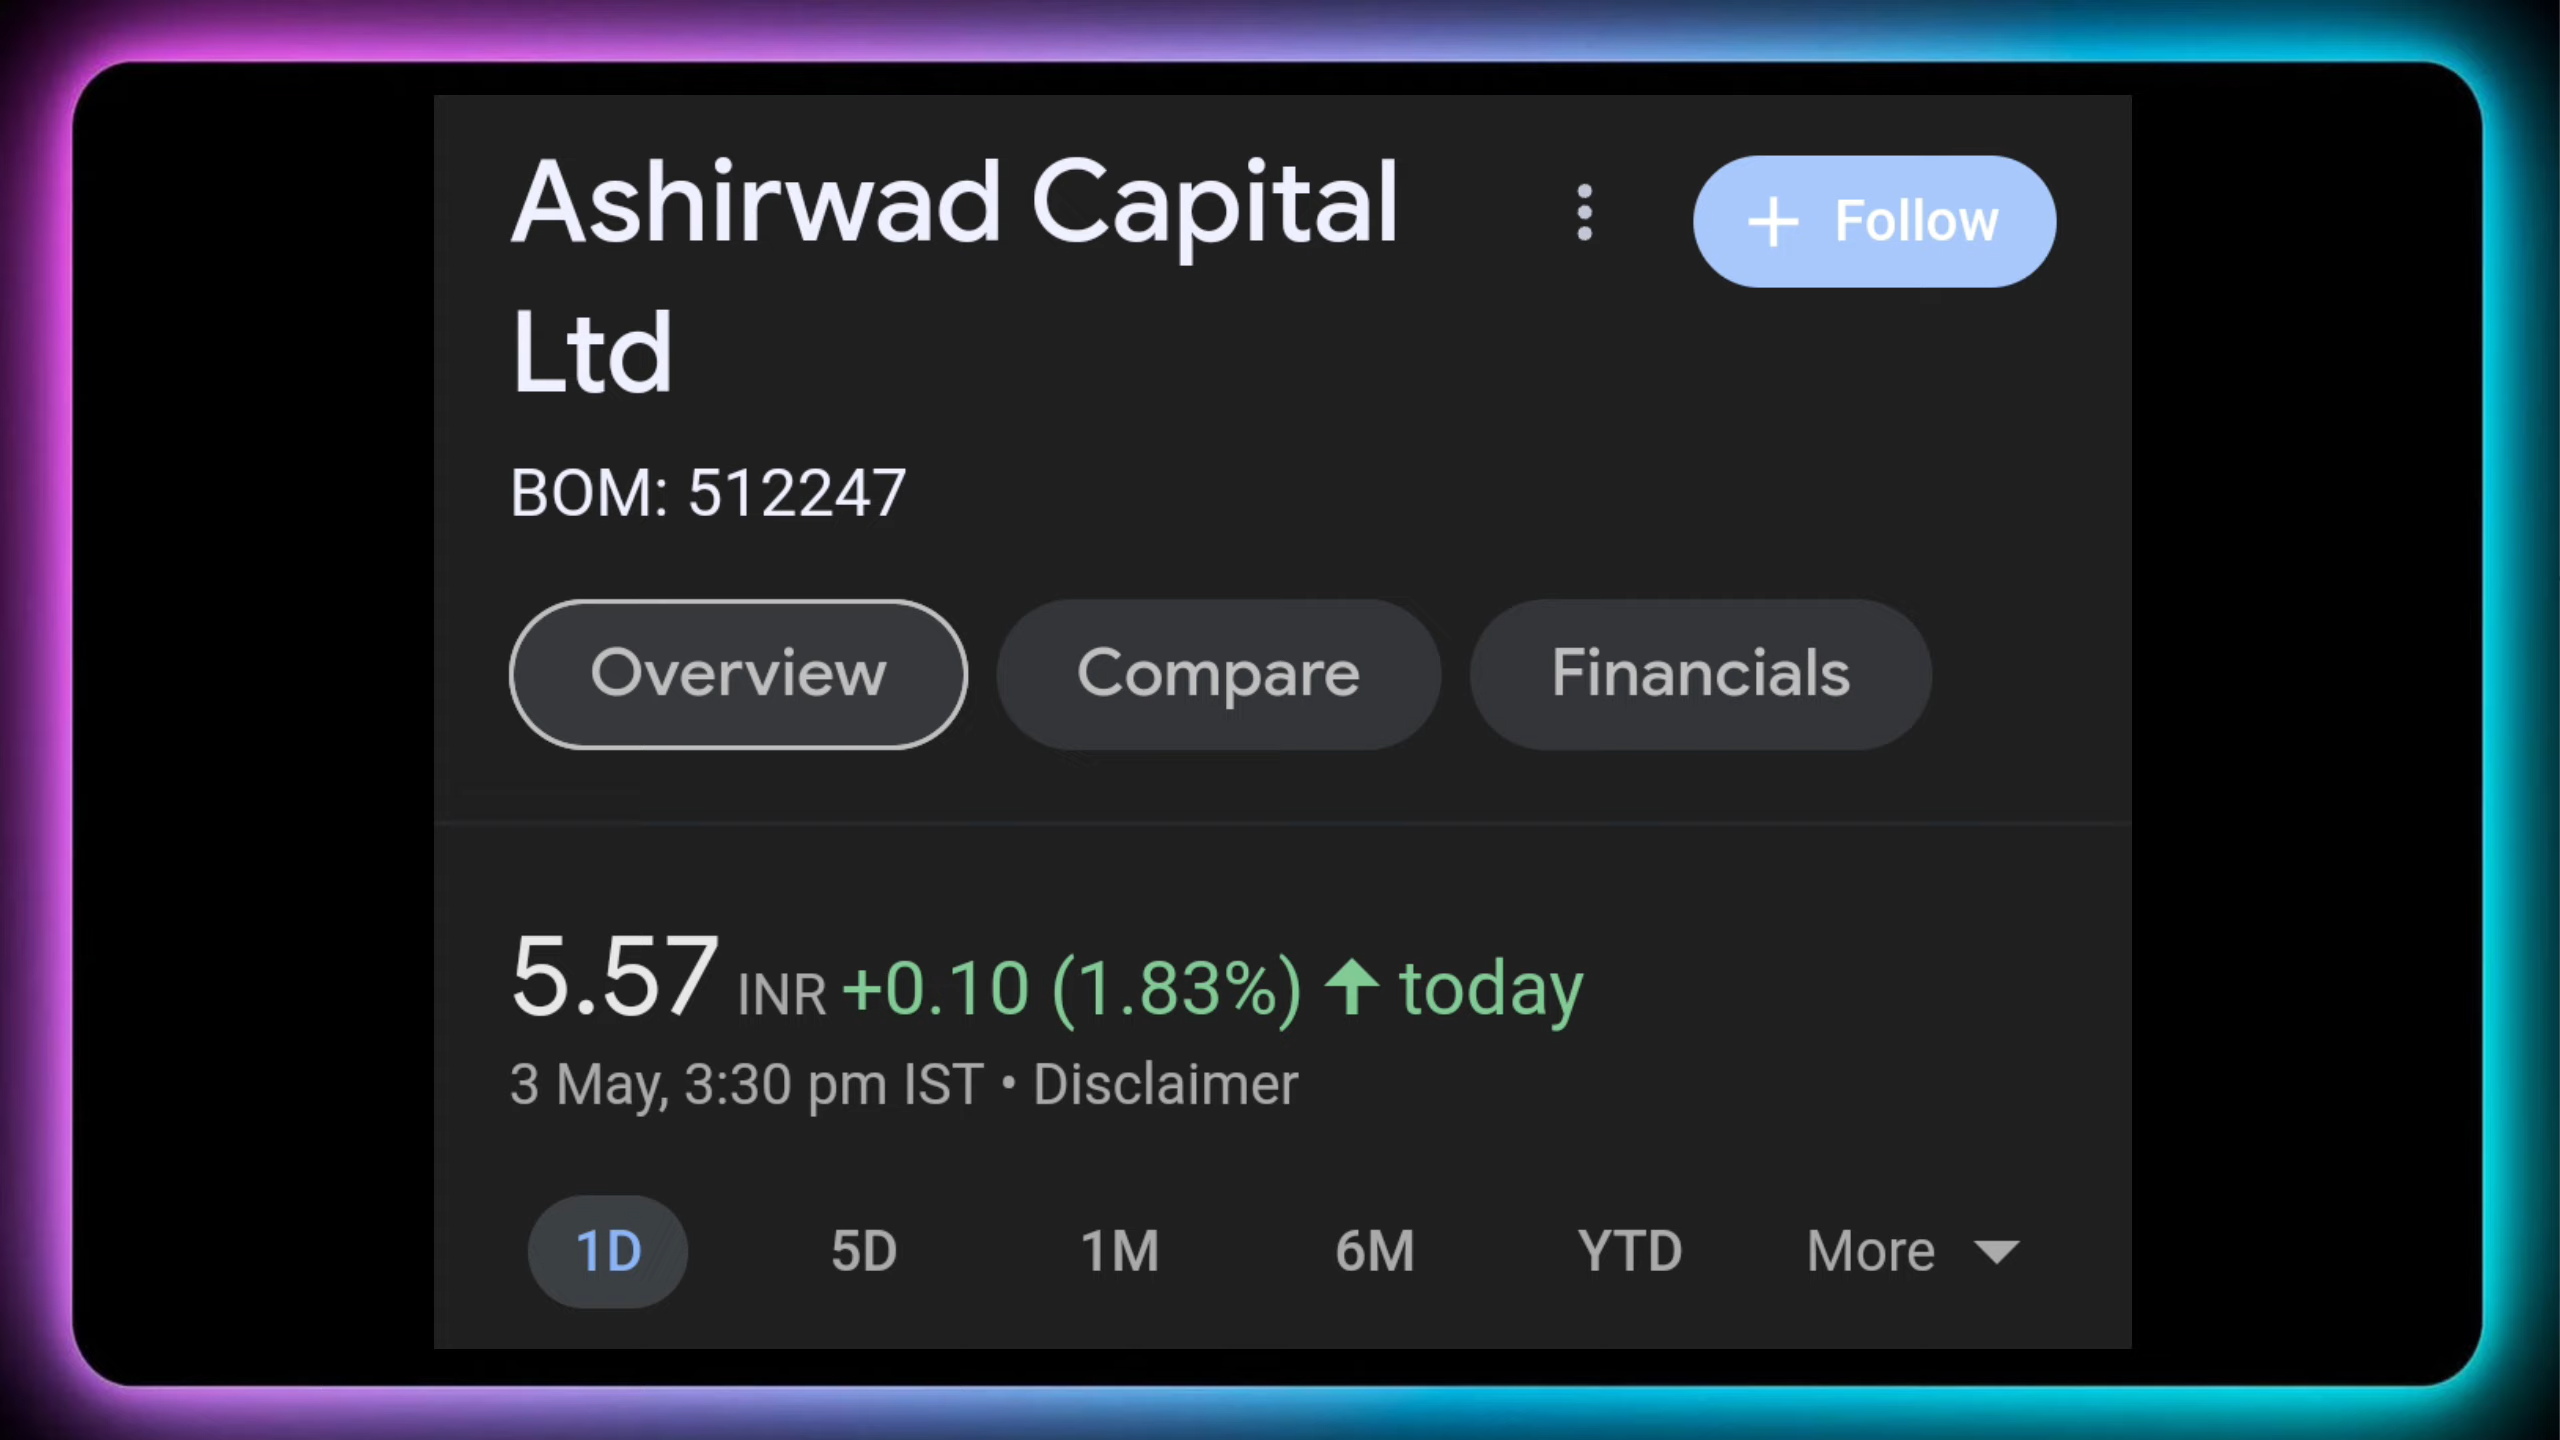 Ashirwad Capital
Ltd
+ Follow
BOM: 512247
Overview Compare Financials
5.57 INR +0.10 (1.83%) ↑ today
3 May, 3:30 pm IST • Disclaimer
1D 5D 1M 6M YTD More